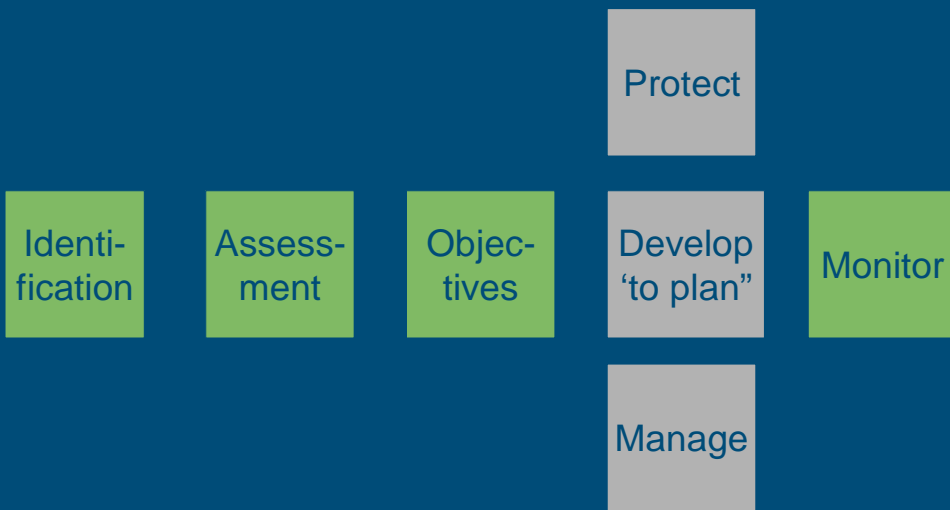 Protect
Identi-
fication
Assess-
ment
Objec-
tives
Develop
‘to plan”
Monitor
Manage